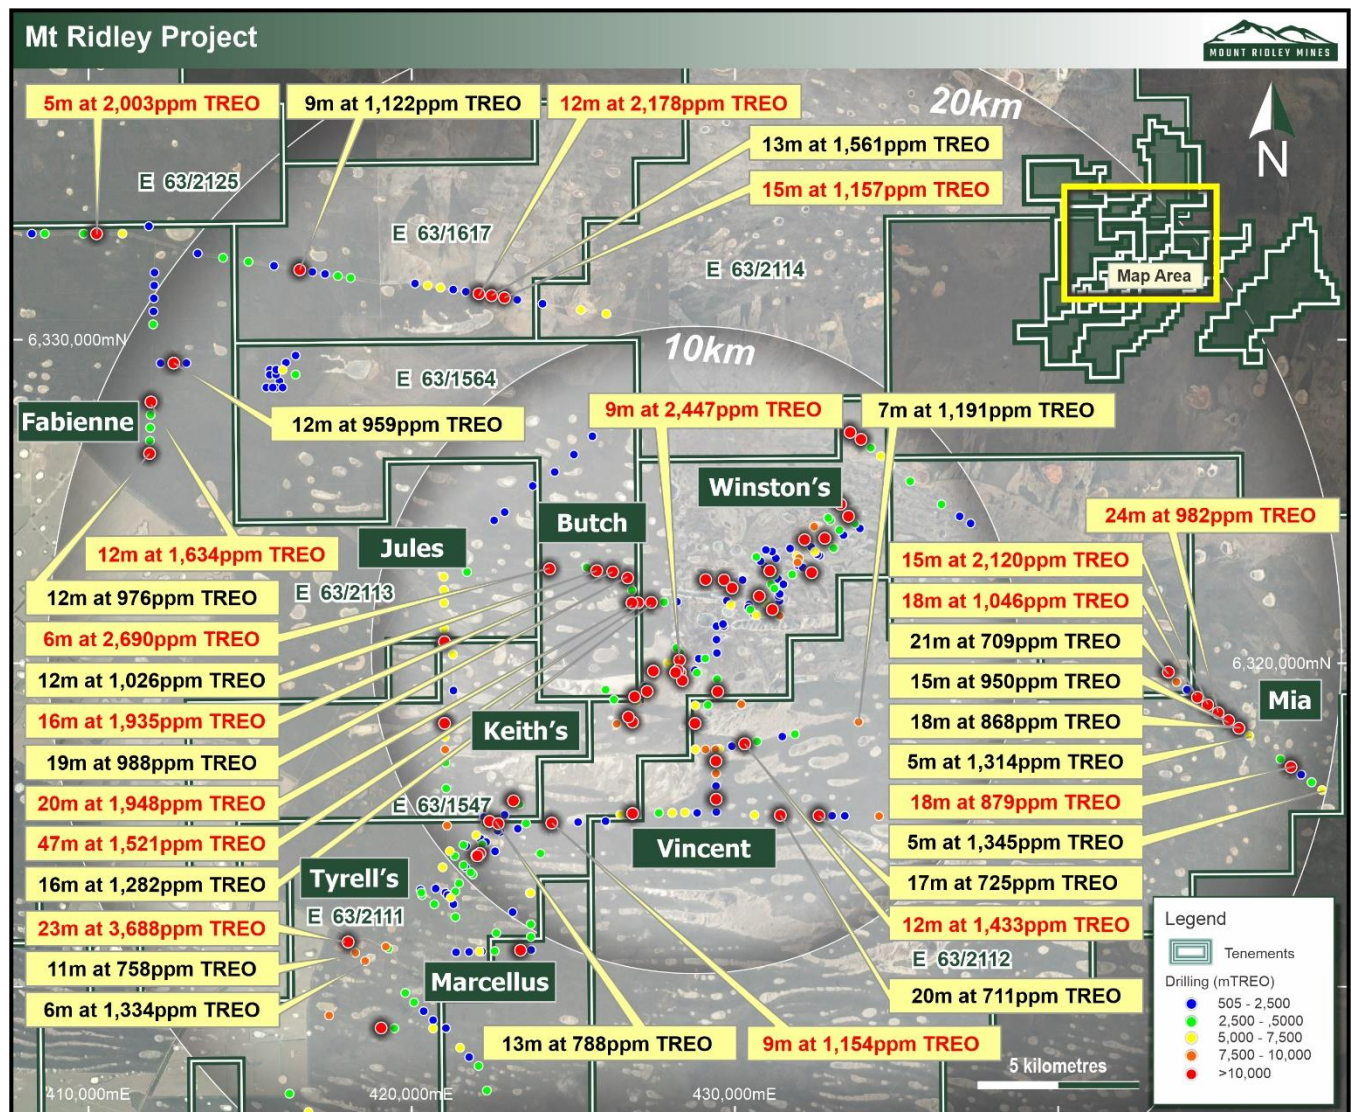 Mt Ridley Project
MOUNT RIDLEY MINES
20km
5m at 2,003ppm TREO
9m at 1,122ppm TREO
12m at 2,178ppm TREO
13m at 1,561ppm TREO
15m at 1,157ppm TREO
N
E 63/2125
E 63/1617
E 63/2114
Map Area
6,330,000mN
10km
E 63/1564
Fabienne
12m at 959ppm TREO
9m at 2,447ppm TREO
7m at 1,191ppm TREO
Winston's
Butch
Jules
12m at 1,634ppm TREO
24m at 982ppm TREO
E 63/2113
12m at 976ppm TREO
6m at 2,690ppm TREO
12m at 1,026ppm TREO
16m at 1,935ppm TREO
19m at 988ppm TREO
20m at 1,948ppm TREO
47m at 1,521ppm TREO
16m at 1,282ppm TREO
23m at 3,688ppm TREO
11m at 758ppm TREO
6m at 1,334ppm TREO
15m at 2,120ppm TREO
18m at 1,046ppm TREO
21m at 709ppm TREO
15m at 950ppm TREO
18m at 868ppm TREO
5m at 1,314ppm TREO
18m at 879ppm TREO
5m at 1,345ppm TREO
17m at 725ppm TREO
12m at 1,433ppm TREO
E 63/2112
20m at 711ppm TREO
6,320,000mN
Mia
Keith's
E 63/1547
Vincent
Tyrell's
E 63/2111
Marcellus
13m at 788ppm TREO
9m at 1,154ppm TREO
5 kilometres
410,000mE
420,000mE
430,000mE
Legend
Tenements
Drilling (mTREO)
505 - 2,500
2,500 - ,5000
5,000 - 7,500
7,500 - 10,000
>10,000